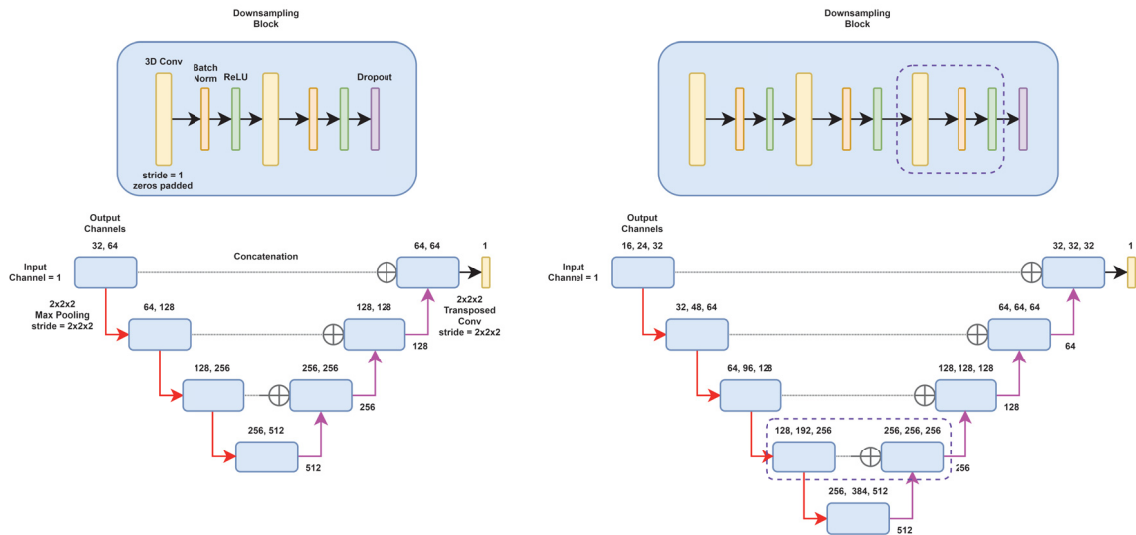 Downsampling
Block
3D Conv
Batch
Norm
ReLU
Dropout
stride = 1
zeros padded
Output
Channels
32, 64
Input
Channel = 1
Concatenation
64, 64
1
2x2x2
Max Pooling
stride = 2x2x2
64, 128
128, 128
2x2x2
Transposed
Conv
stride = 2x2x2
128
128, 256
256, 256
256
256, 512
512
Downsampling
Block
Output
Channels
16, 24, 32
Input
Channel = 1
32, 32, 32
1
32, 48, 64
64, 64, 64
64
64, 96, 128
128, 128, 128
128
128, 192, 256
256, 256, 256
256
256, 384, 512
512